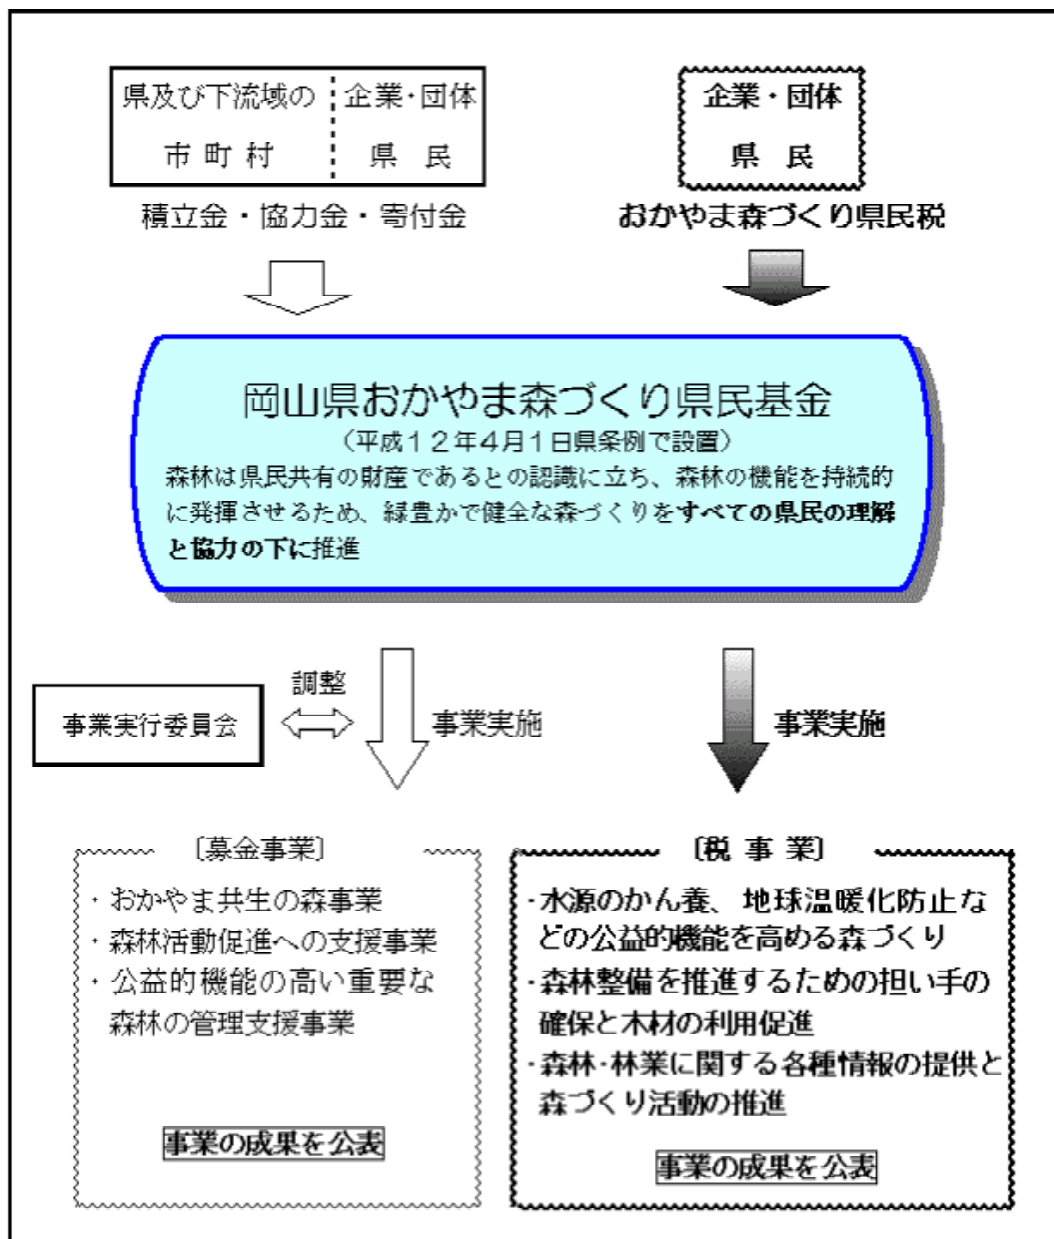 県及び下流域の
市町村
企業・団体
県民
積立金・協力金・寄付金
企業・団体
県民
おかやま森づくり県民税
岡山県おかやま森づくり県民基金
（平成１２年４月１日県条例で設置）
森林は県民共有の財産であるとの認識に立ち、森林の機能を持続的
に発揮させるため、緑豊かで健全な森づくりをすべての県民の理解
と協力の下に推進
事業実行委員会
調整
事業実施
事業実施
〔募金事業〕
・おかやま共生の森事業
・森林活動促進への支援事業
・公益的機能の高い重要な
森林の管理支援事業
事業の成果を公表
〔税事業〕
・水源のかん養、地球温暖化防止な
どの公益的機能を高める森づくり
・森林整備を推進するための担い手の
確保と木材の利用促進
・森林・林業に関する各種情報の提供と
森づくり活動の推進
事業の成果を公表